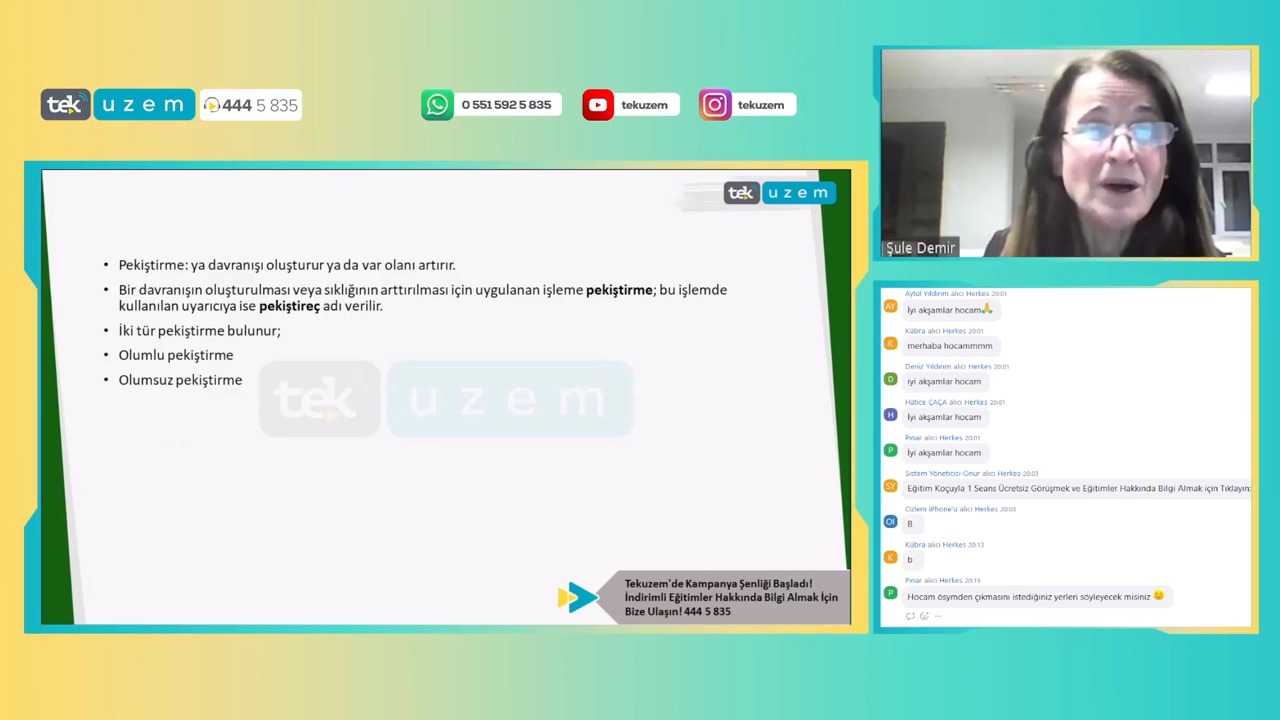 tek uzem 444 5 835
0 551 592 5 835
tekuzem
tekuzem
tek uzem
• Pekiştirme: ya davranışı oluşturur ya da var olanı artırır.
• Bir davranışın oluşturulması veya sıklığının arttırılması için uygulanan işleme pekiştirme; bu işlemde
kullanılan uyarıcıya ise pekiştireç adı verilir.
• İki tür pekiştirme bulunur;
• Olumlu pekiştirme
• Olumsuz pekiştirme
tek uzem
Tekuzem'de Kampanya Şenliği Başladı!
İndirimli Eğitimler Hakkında Bilgi Almak İçin
Bize Ulaşın! 444 5 835
Şule Demir
Aytül Yıldırım alıcı Herkes 20:01
AY
İyi akşamlar hocam🙏
Kübra alıcı Herkes 20:01
K
merhaba hocammmm
Deniz Yıldırım alıcı Herkes 20:01
D
iyi akşamlar hocam
Hatice ÇAÇA alıcı Herkes 20:01
H
İyi akşamlar hocam
Pınar alıcı Herkes 20:01
P
İyi akşamlar hocam
Sistem Yöneticisi-Onur alıcı Herkes 20:03
SY
Eğitim Koçuyla 1 Seans Ücretsiz Görüşmek ve Eğitimler Hakkında Bilgi Almak için Tıklayın:
Ozlem iPhone'u alıcı Herkes 20:03
OI
B
Kübra alıcı Herkes 20:13
K
b
Pınar alıcı Herkes 20:15
P
Hocam ösymden çıkmasını istediğiniz yerleri söyleyecek misiniz 😊